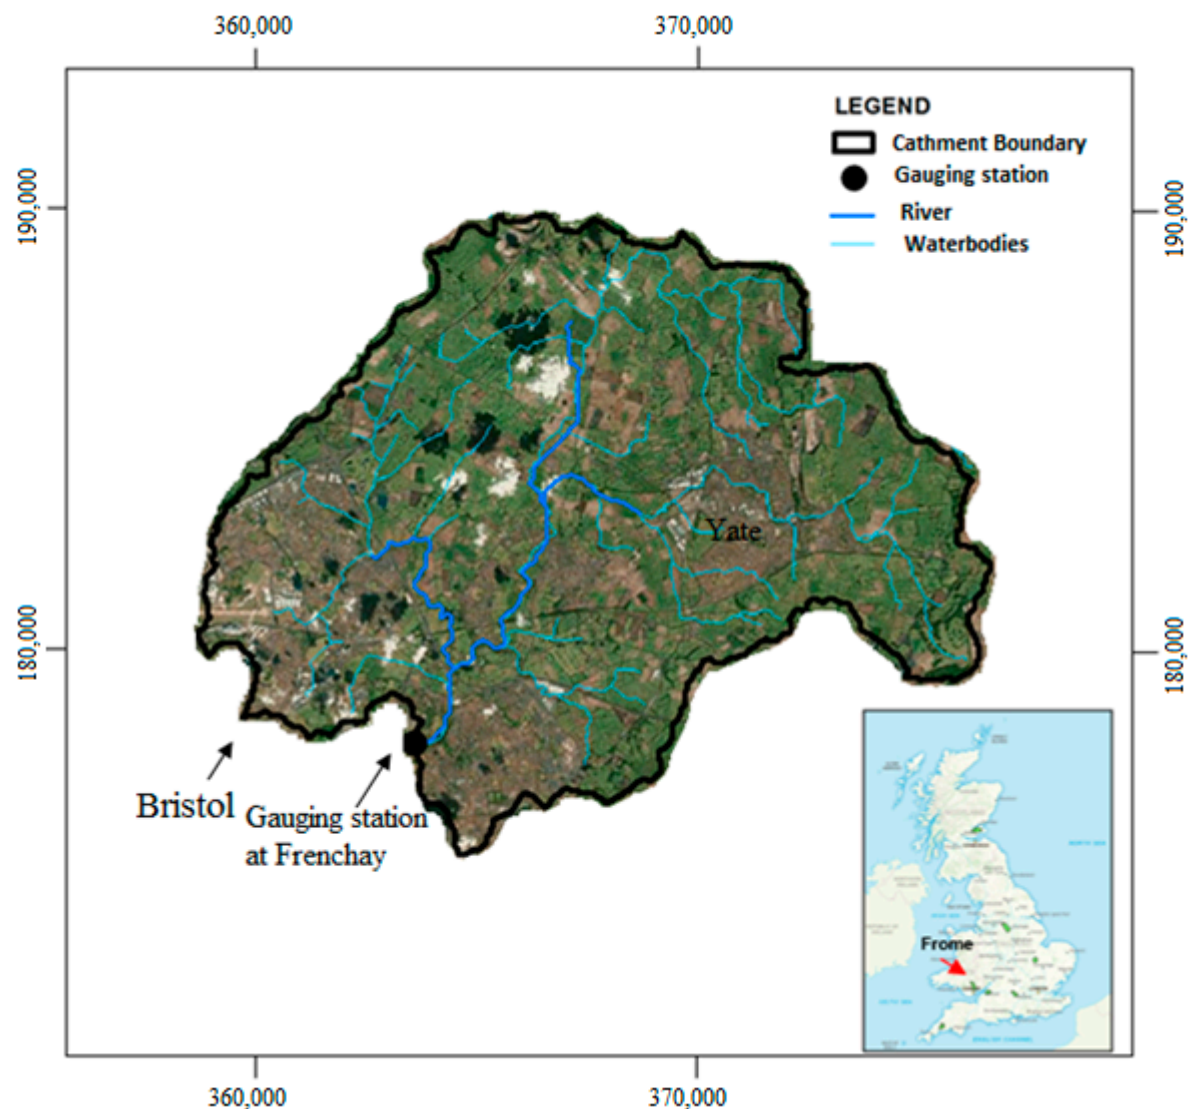 360,000
370,000
LEGEND
Cathment Boundary
Gauging station
River
Waterbodies
190,000
190,000
Yate
180,000
180,000
Bristol
Gauging station
at Frenchay
Frome
360,000
370,000